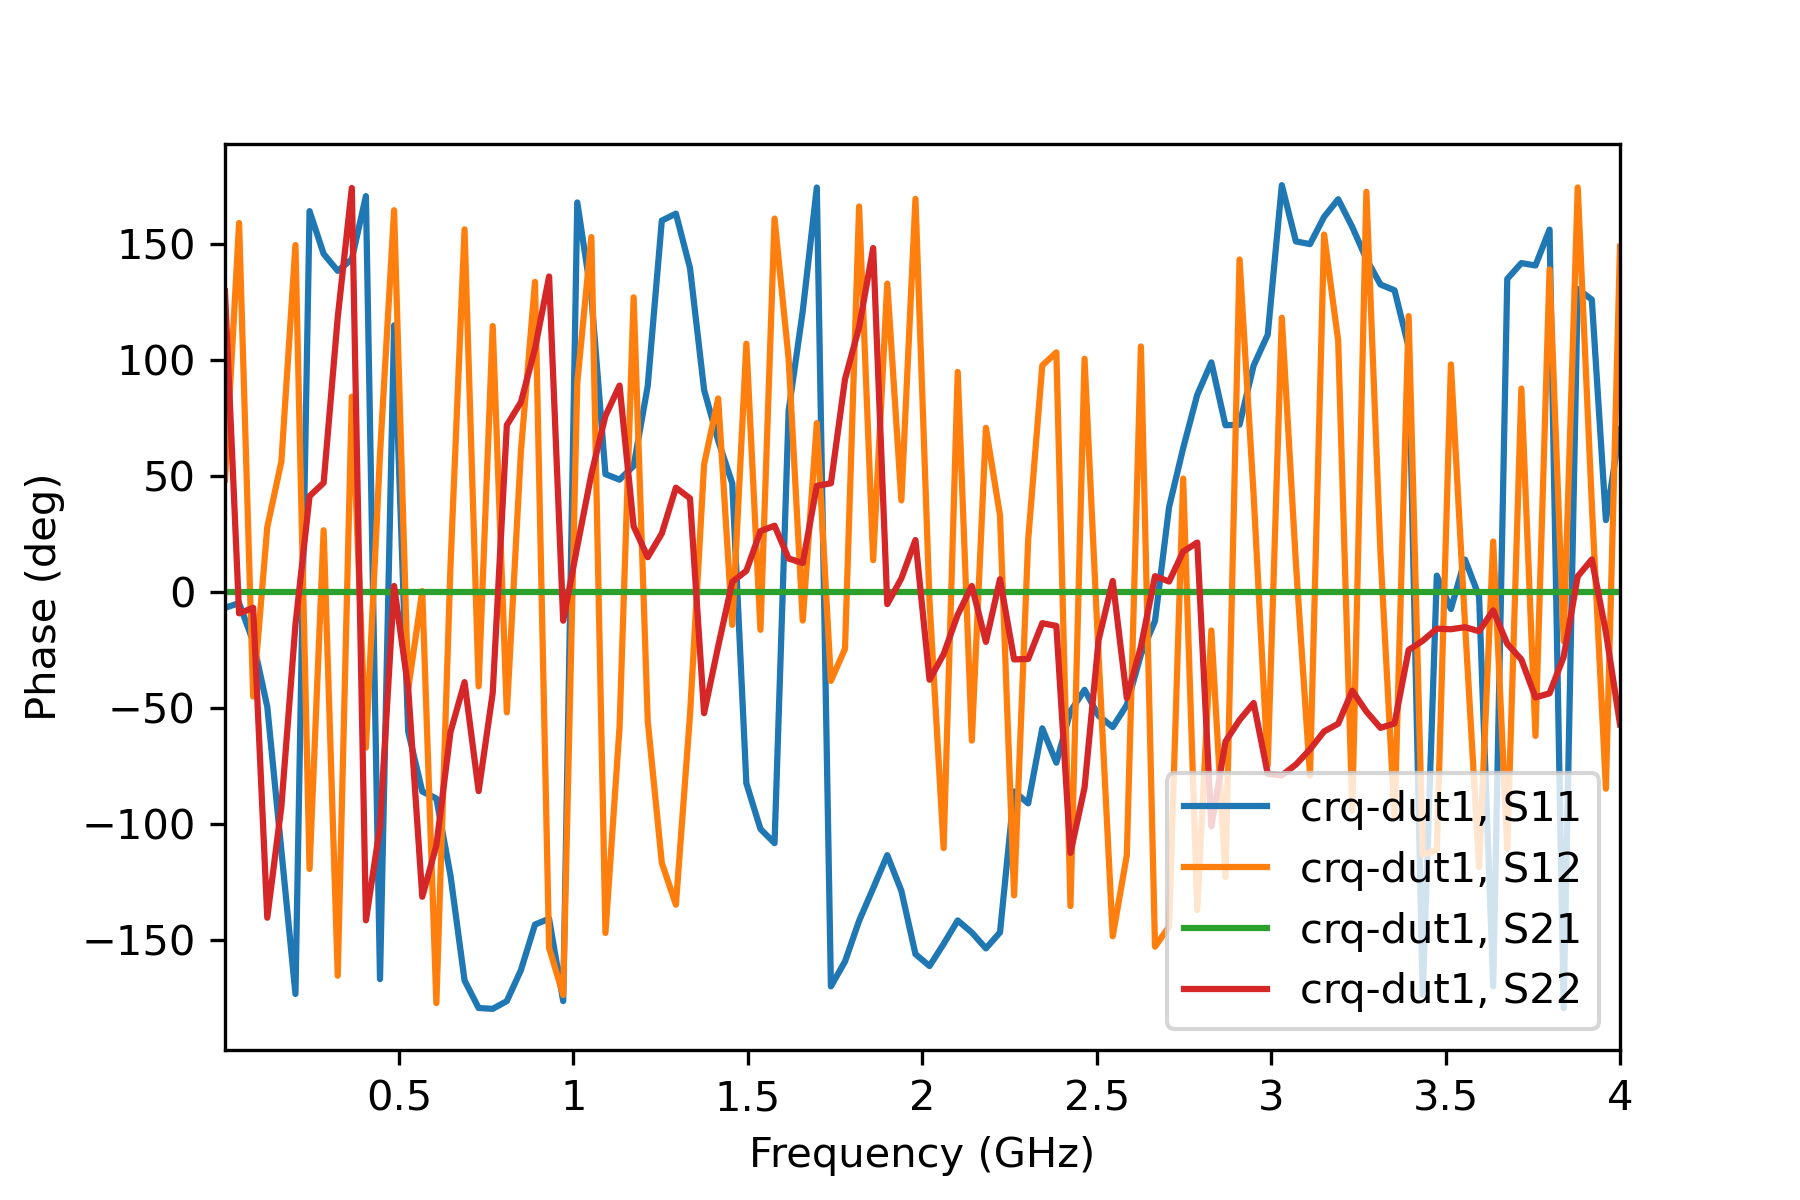 150
100
50
0
−50
−100
−150
Phase (deg)
crq-dut1, S11
crq-dut1, S12
crq-dut1, S21
crq-dut1, S22
0.5 1 1.5 2 2.5 3 3.5 4
Frequency (GHz)